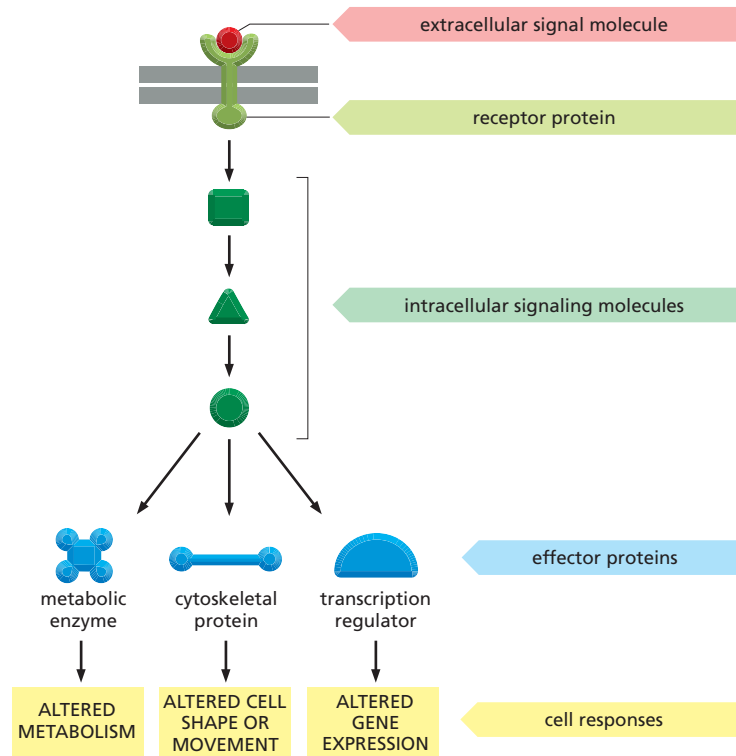 extracellular signal molecule
receptor protein
intracellular signaling molecules
effector proteins
metabolic
enzyme
cytoskeletal
protein
transcription
regulator
ALTERED
METABOLISM
ALTERED CELL
SHAPE OR
MOVEMENT
ALTERED
GENE
EXPRESSION
cell responses